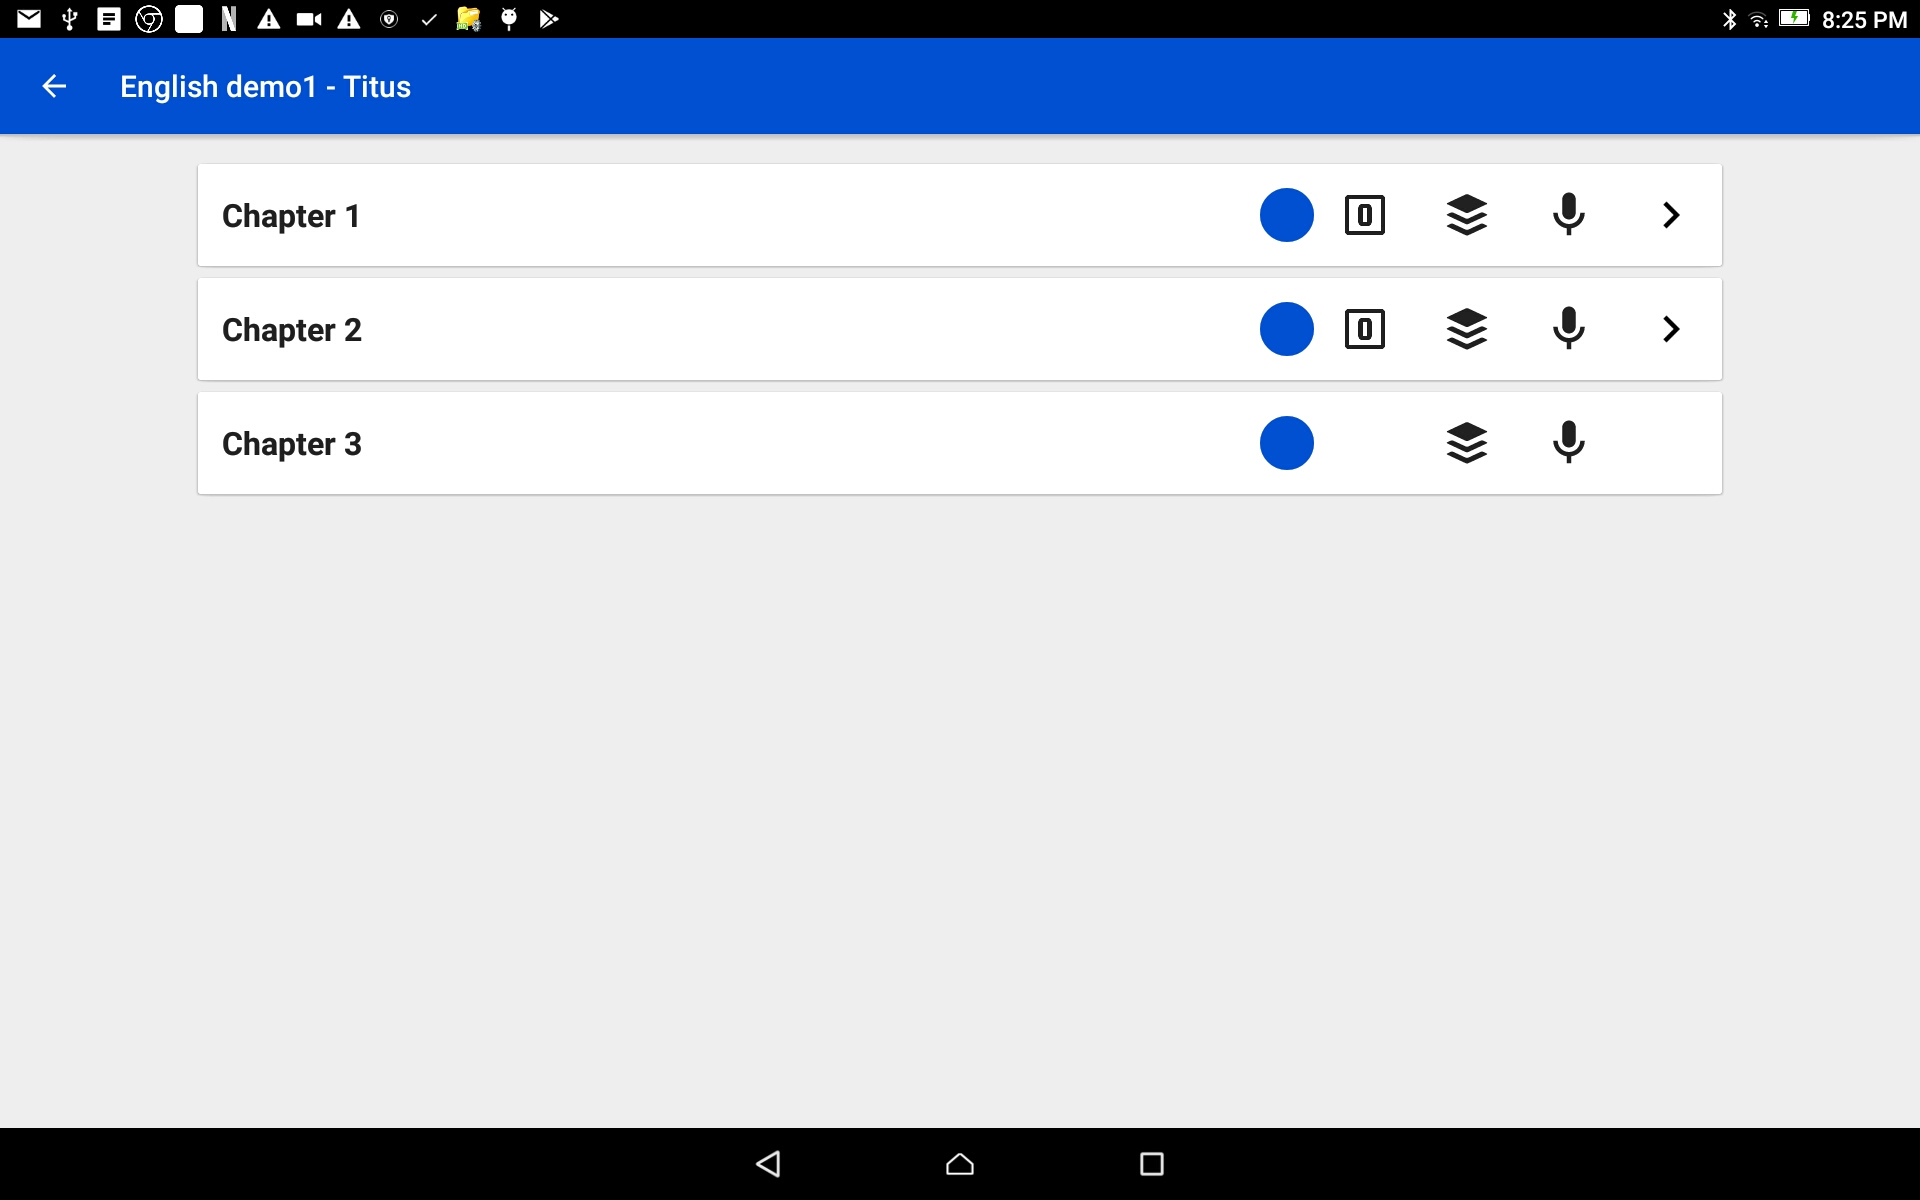 8:25 PM
English demo1 - Titus
Chapter 1
0
Chapter 2
0
Chapter 3